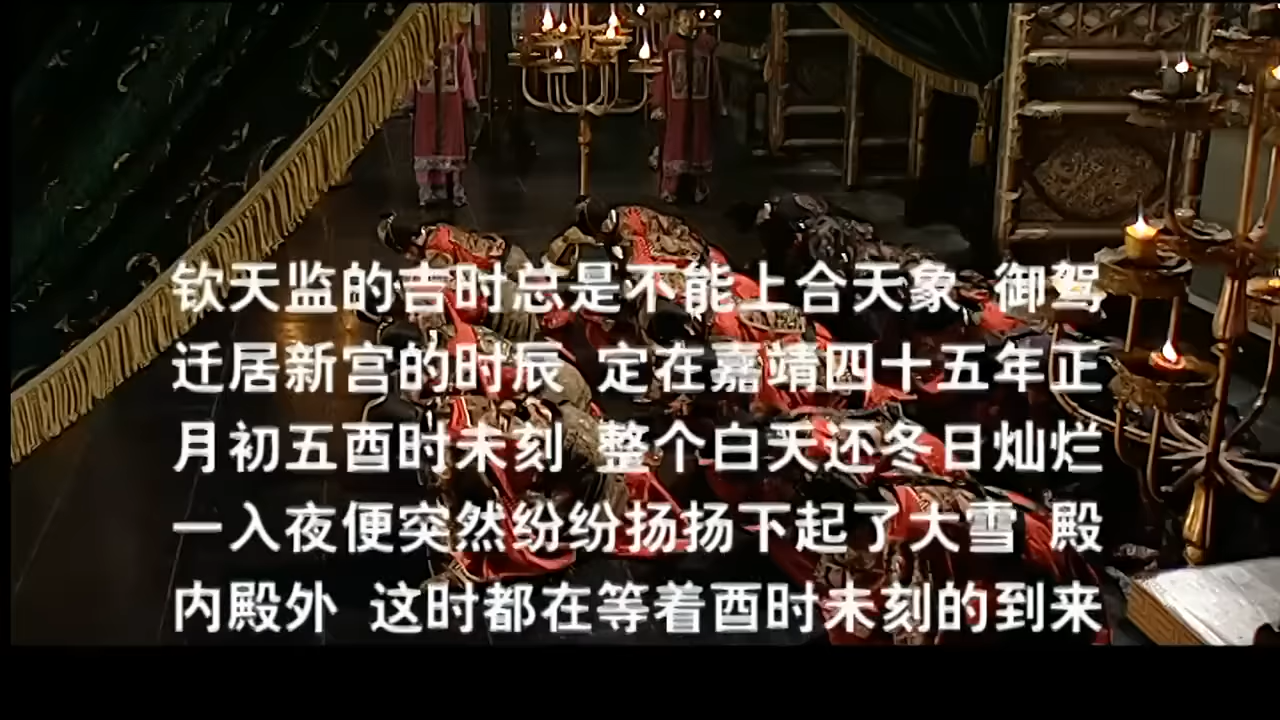 钦天监的吉时总是不能上合天象 御驾
迁居新宫的时辰 定在嘉靖四十五年正
月初五酉时末刻 整个白天还冬日灿烂
一入夜便突然纷纷扬扬下起了大雪 殿
内殿外 这时都在等着酉时末刻的到来